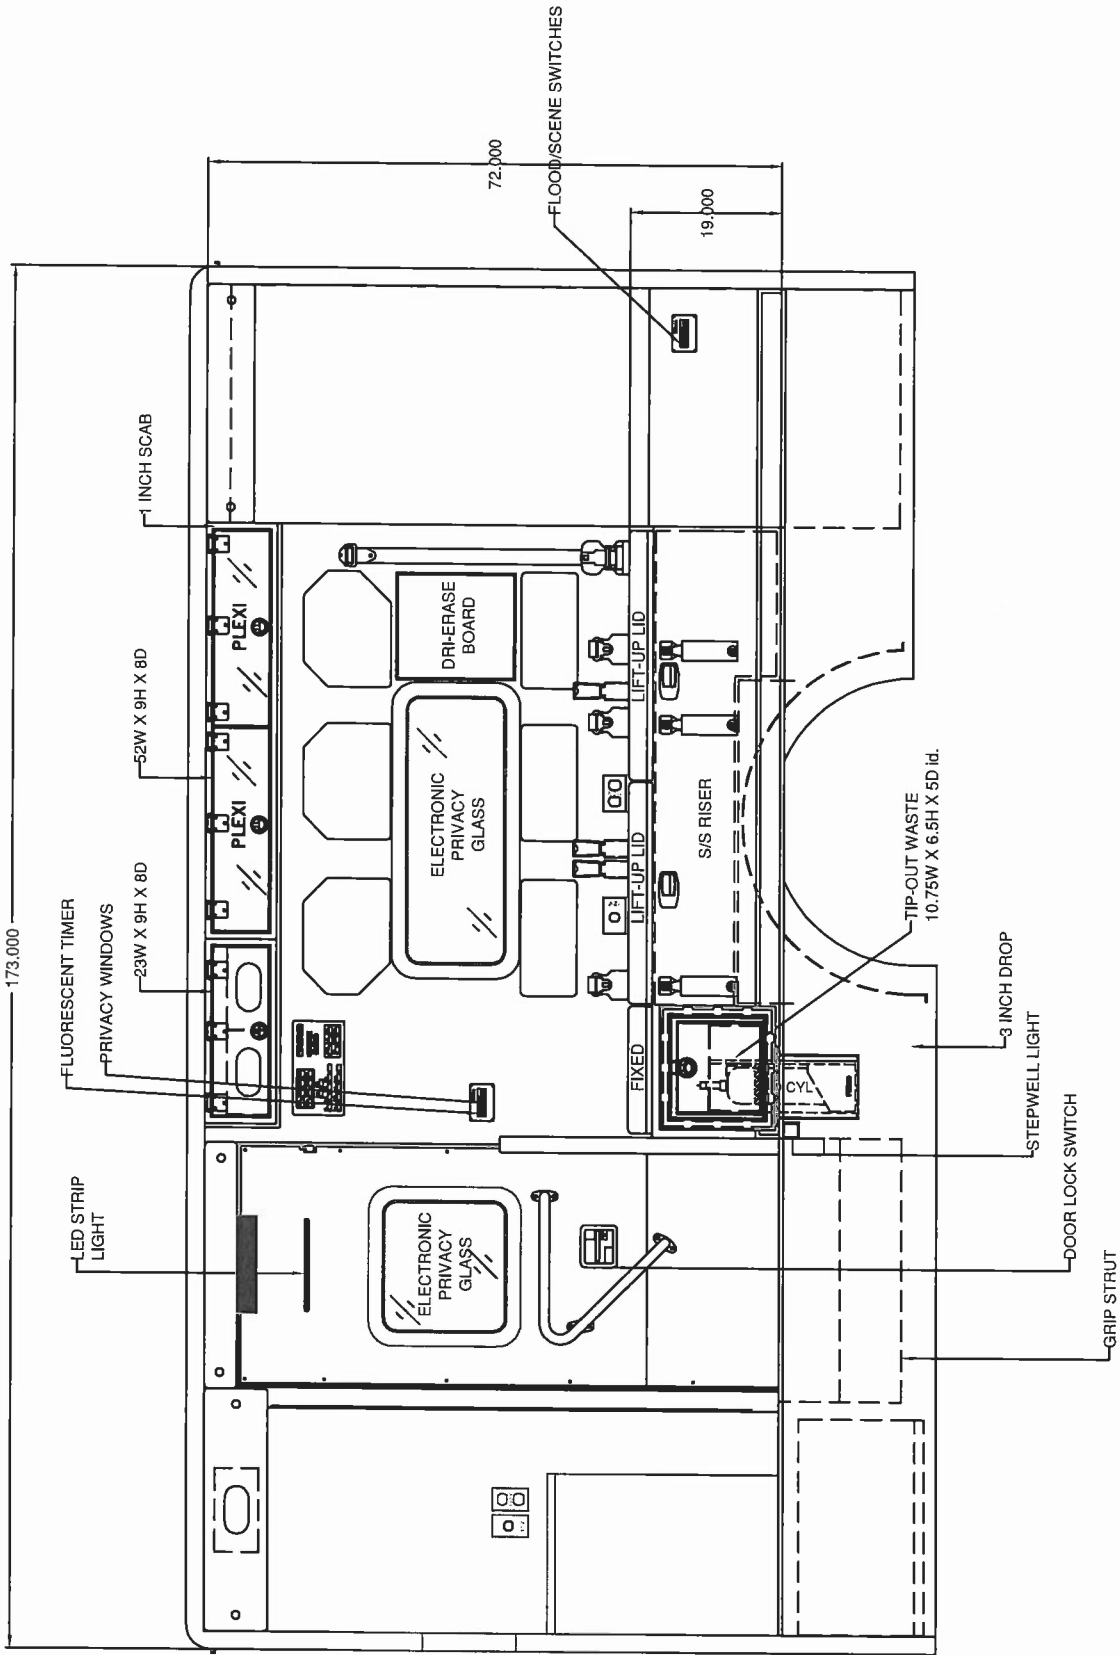 173.000
LED STRIP
LIGHT
FLUORESCENT TIMER
PRIVACY WINDOWS
23W X 9H X 8D
52W X 9H X 8D
1 INCH SCAB
PLEXI
PLEXI
72.000
19.000
FLOOD/SCENE SWITCHES
DRI-ERASE
BOARD
ELECTRONIC
PRIVACY
GLASS
ELECTRONIC
PRIVACY
GLASS
FIXED
LIFT-UP LID
LIFT-UP LID
S/S RISER
CYL
TIP-OUT WASTE
10.75W X 6.5H X 5D id.
3 INCH DROP
STEPWELL LIGHT
DOOR LOCK SWITCH
GRIP STRUT